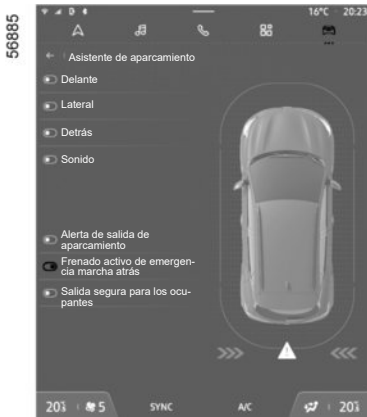 56885
16°C 20:23
Asistente de aparcamiento
Delante
Lateral
Detrás
Sonido
Alerta de salida de
aparcamiento
Frenado activo de emergen-
cia marcha atrás
Salida segura para los ocu-
pantes
5 SYNC A/C